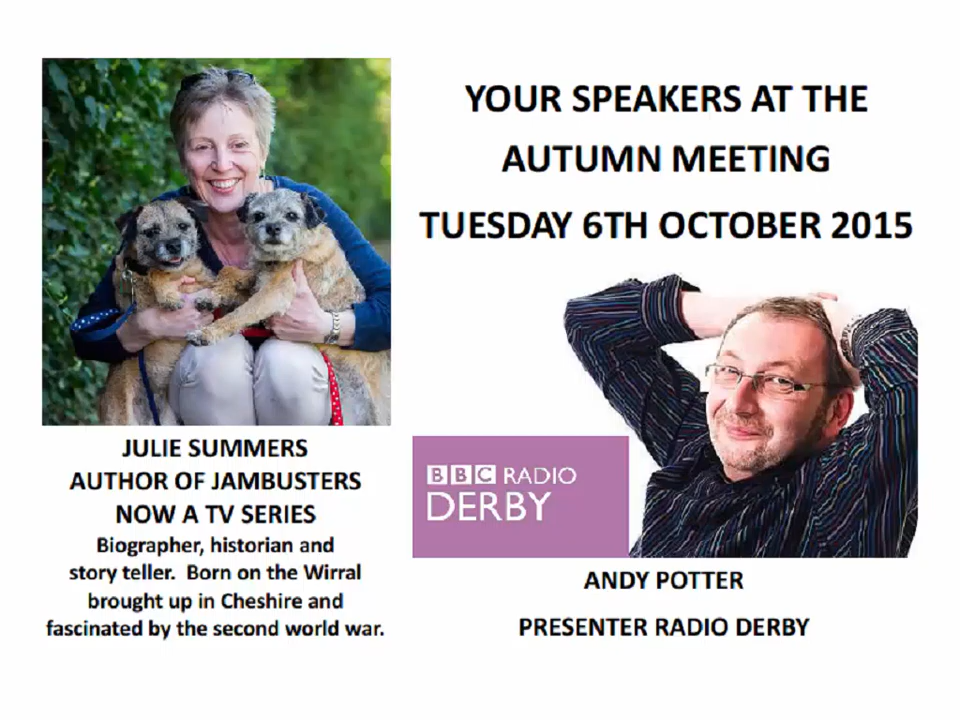 YOUR SPEAKERS AT THE
AUTUMN MEETING
TUESDAY 6TH OCTOBER 2015
JULIE SUMMERS
AUTHOR OF JAMBUSTERS
NOW A TV SERIES
Biographer, historian and
story teller. Born on the Wirral
brought up in Cheshire and
fascinated by the second world war.
BBC RADIO
DERBY
ANDY POTTER
PRESENTER RADIO DERBY